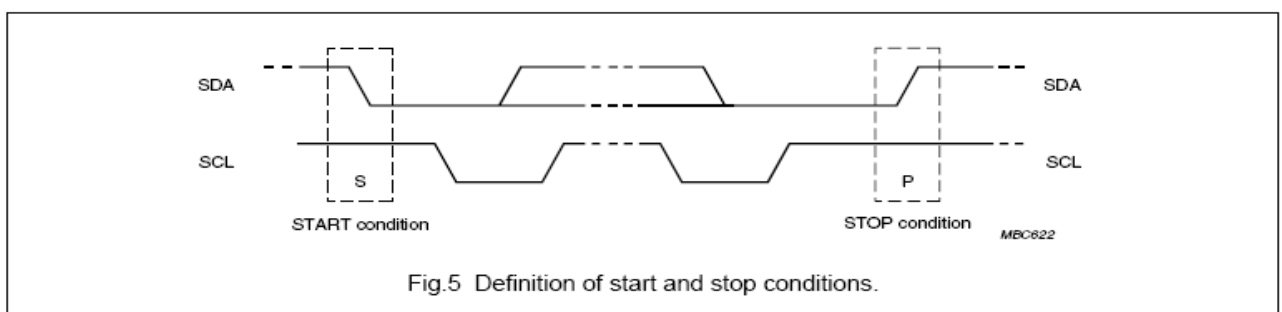 SDA
SDA
SCL
SCL
S
P
START condition
STOP condition
MBC622
Fig.5 Definition of start and stop conditions.